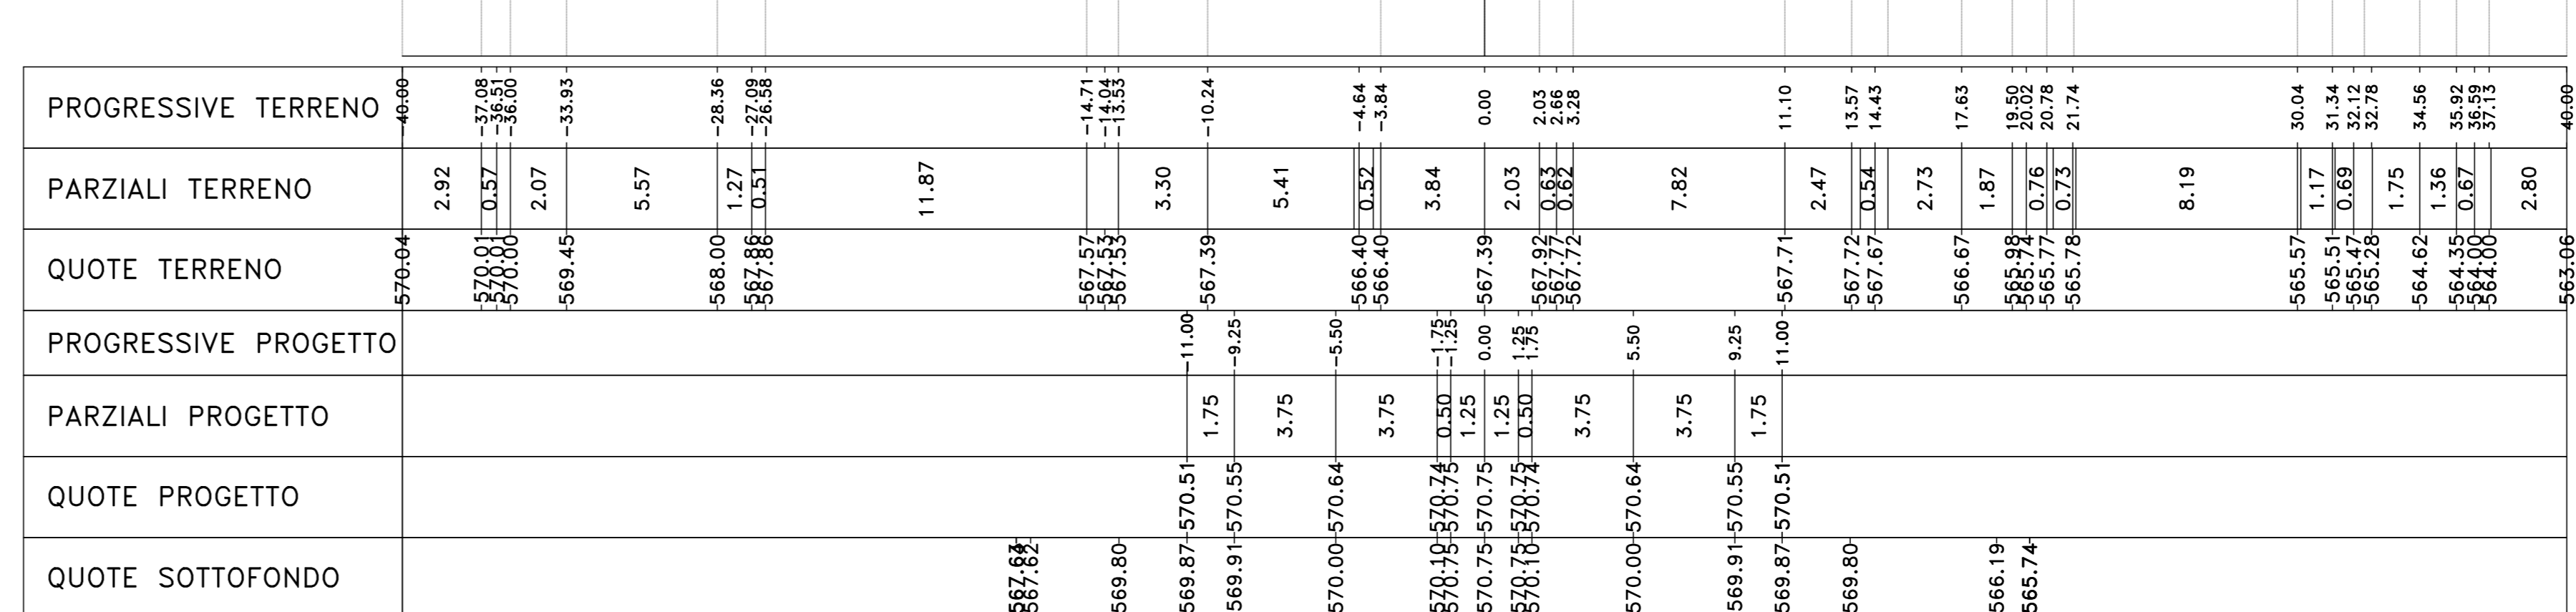 PROGRESSIVE TERRENO -40.00 -37.08 -36.51 -36.00 -33.93 -28.36 -27.09 -26.58 -14.71 -14.04 -13.53 -10.24 -4.64 -3.84 0.00 2.03 2.66 3.28 11.10 13.57 14.43 17.63 19.50 20.02 20.78 21.74 30.04 31.34 32.12 32.78 34.56 35.92 36.59 37.13 40.00
PARZIALI TERRENO 2.92 0.57 2.07 5.57 1.27 0.51 11.87 3.30 5.41 0.52 3.84 2.03 0.63 0.62 7.82 2.47 0.54 2.73 1.87 0.76 0.73 8.19 1.17 0.69 1.75 1.36 0.67 2.80
QUOTE TERRENO 570.04 570.01 570.01 570.00 569.45 568.00 567.86 567.86 567.57 567.53 567.53 567.39 566.40 566.40 567.39 567.92 567.77 567.72 567.71 567.72 567.67 566.67 565.98 565.74 565.77 565.78 565.57 565.51 565.47 565.28 564.62 564.35 564.00 564.00 563.06
PROGRESSIVE PROGETTO -11.00 -9.25 -5.50 -1.75 -1.25 0.00 1.25 1.75 5.50 9.25 11.00
PARZIALI PROGETTO 1.75 3.75 3.75 0.50 1.25 1.25 0.50 3.75 3.75 1.75
QUOTE PROGETTO 570.51 570.55 570.64 570.74 570.75 570.75 570.75 570.74 570.64 570.55 570.51
QUOTE SOTTOFONDO 567.62 569.80 569.87 569.91 570.00 570.10 570.75 570.75 570.75 570.10 570.00 569.91 569.87 569.80 566.19 565.74